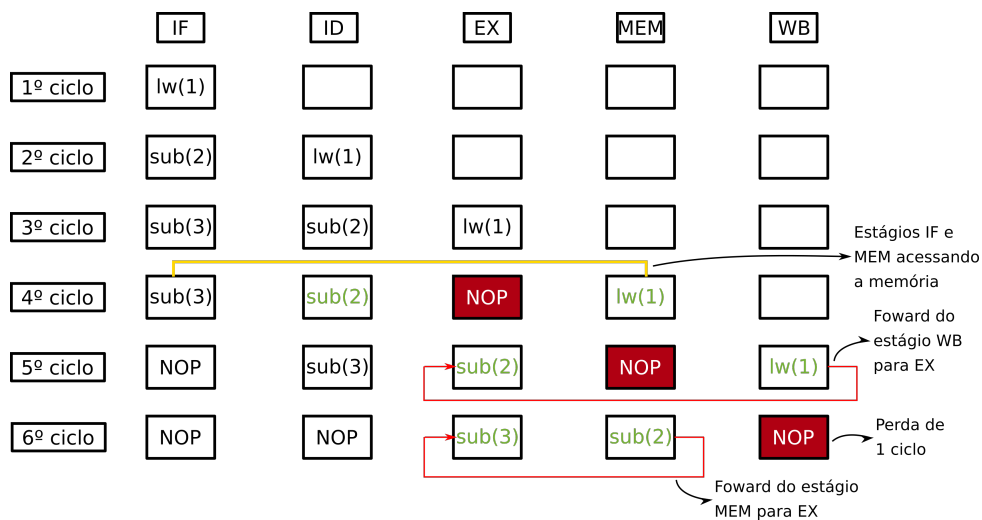 IF ID EX MEM WB
1º ciclo lw(1)
2º ciclo sub(2) lw(1)
3º ciclo sub(3) sub(2) lw(1)
Estágios IF e
MEM acessando
a memória
4º ciclo sub(3) sub(2) NOP lw(1)
Foward do
estágio WB
para EX
5º ciclo NOP sub(3) sub(2) NOP lw(1)
6º ciclo NOP NOP sub(3) sub(2) NOP
Perda de
1 ciclo
Foward do estágio
MEM para EX